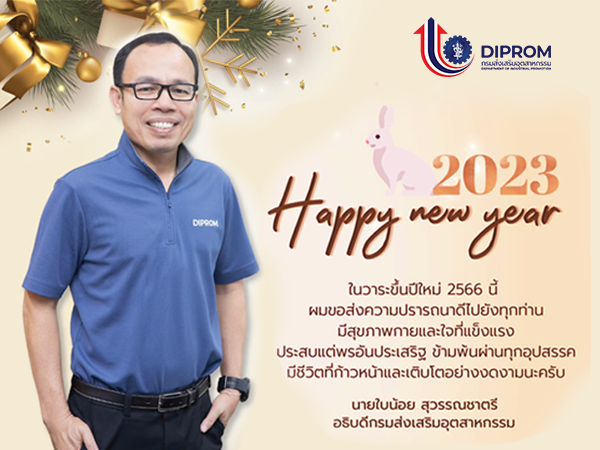 DIPROM
กรมส่งเสริมอุตสาหกรรม
DEPARTMENT OF INDUSTRIAL PROMOTION
2023
Happy new year
DIPROM
ในวาระขึ้นปีใหม่ 2566 นี้
ผมขอส่งความปรารถนาดีไปยังทุกท่าน
มีสุขภาพกายและใจที่แข็งแรง
ประสบแต่พรอันประเสริฐ ข้ามพ้นผ่านทุกอุปสรรค
มีชีวิตที่ก้าวหน้าและเติบโตอย่างงดงามนะครับ
นายใบน้อย สุวรรณชาตรี
อธิบดีกรมส่งเสริมอุตสาหกรรม